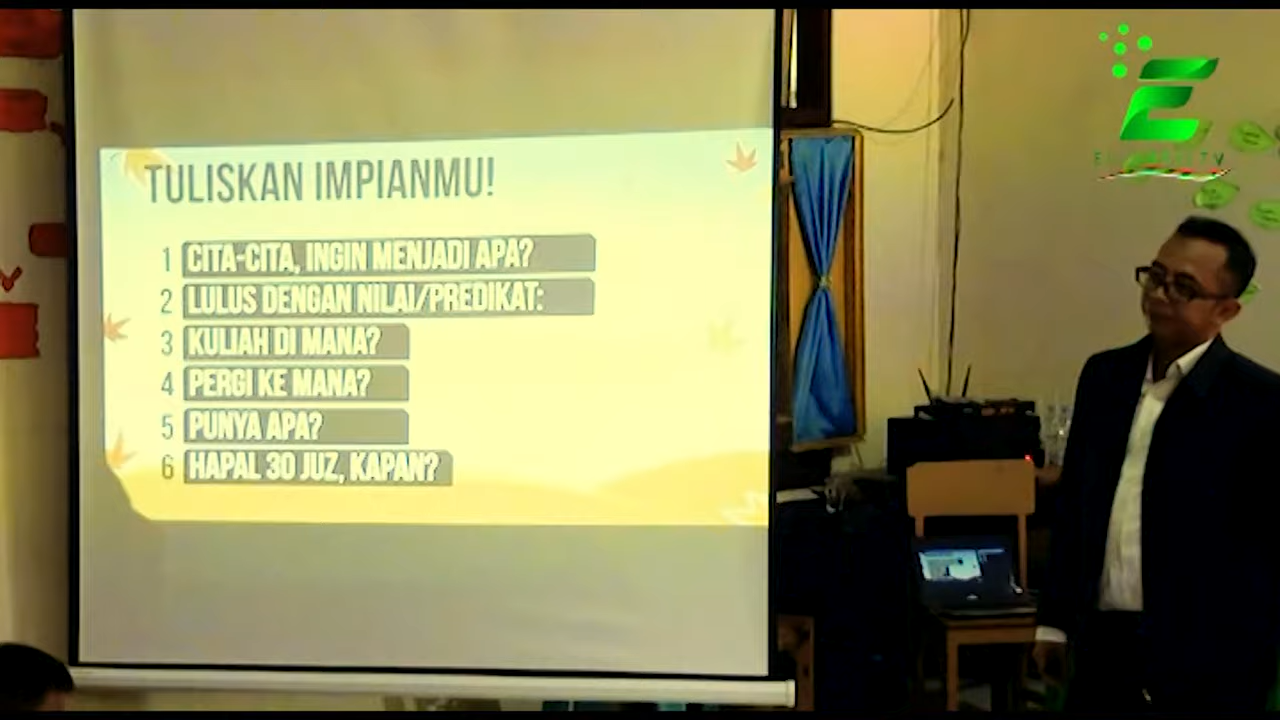 TULISKAN IMPIANMU!
1 CITA-CITA, INGIN MENJADI APA?
2 LULUS DENGAN NILAI/PREDIKAT:
3 KULIAH DI MANA?
4 PERGI KE MANA?
5 PUNYA APA?
6 HAPAL 30 JUZ, KAPAN?
E
TV